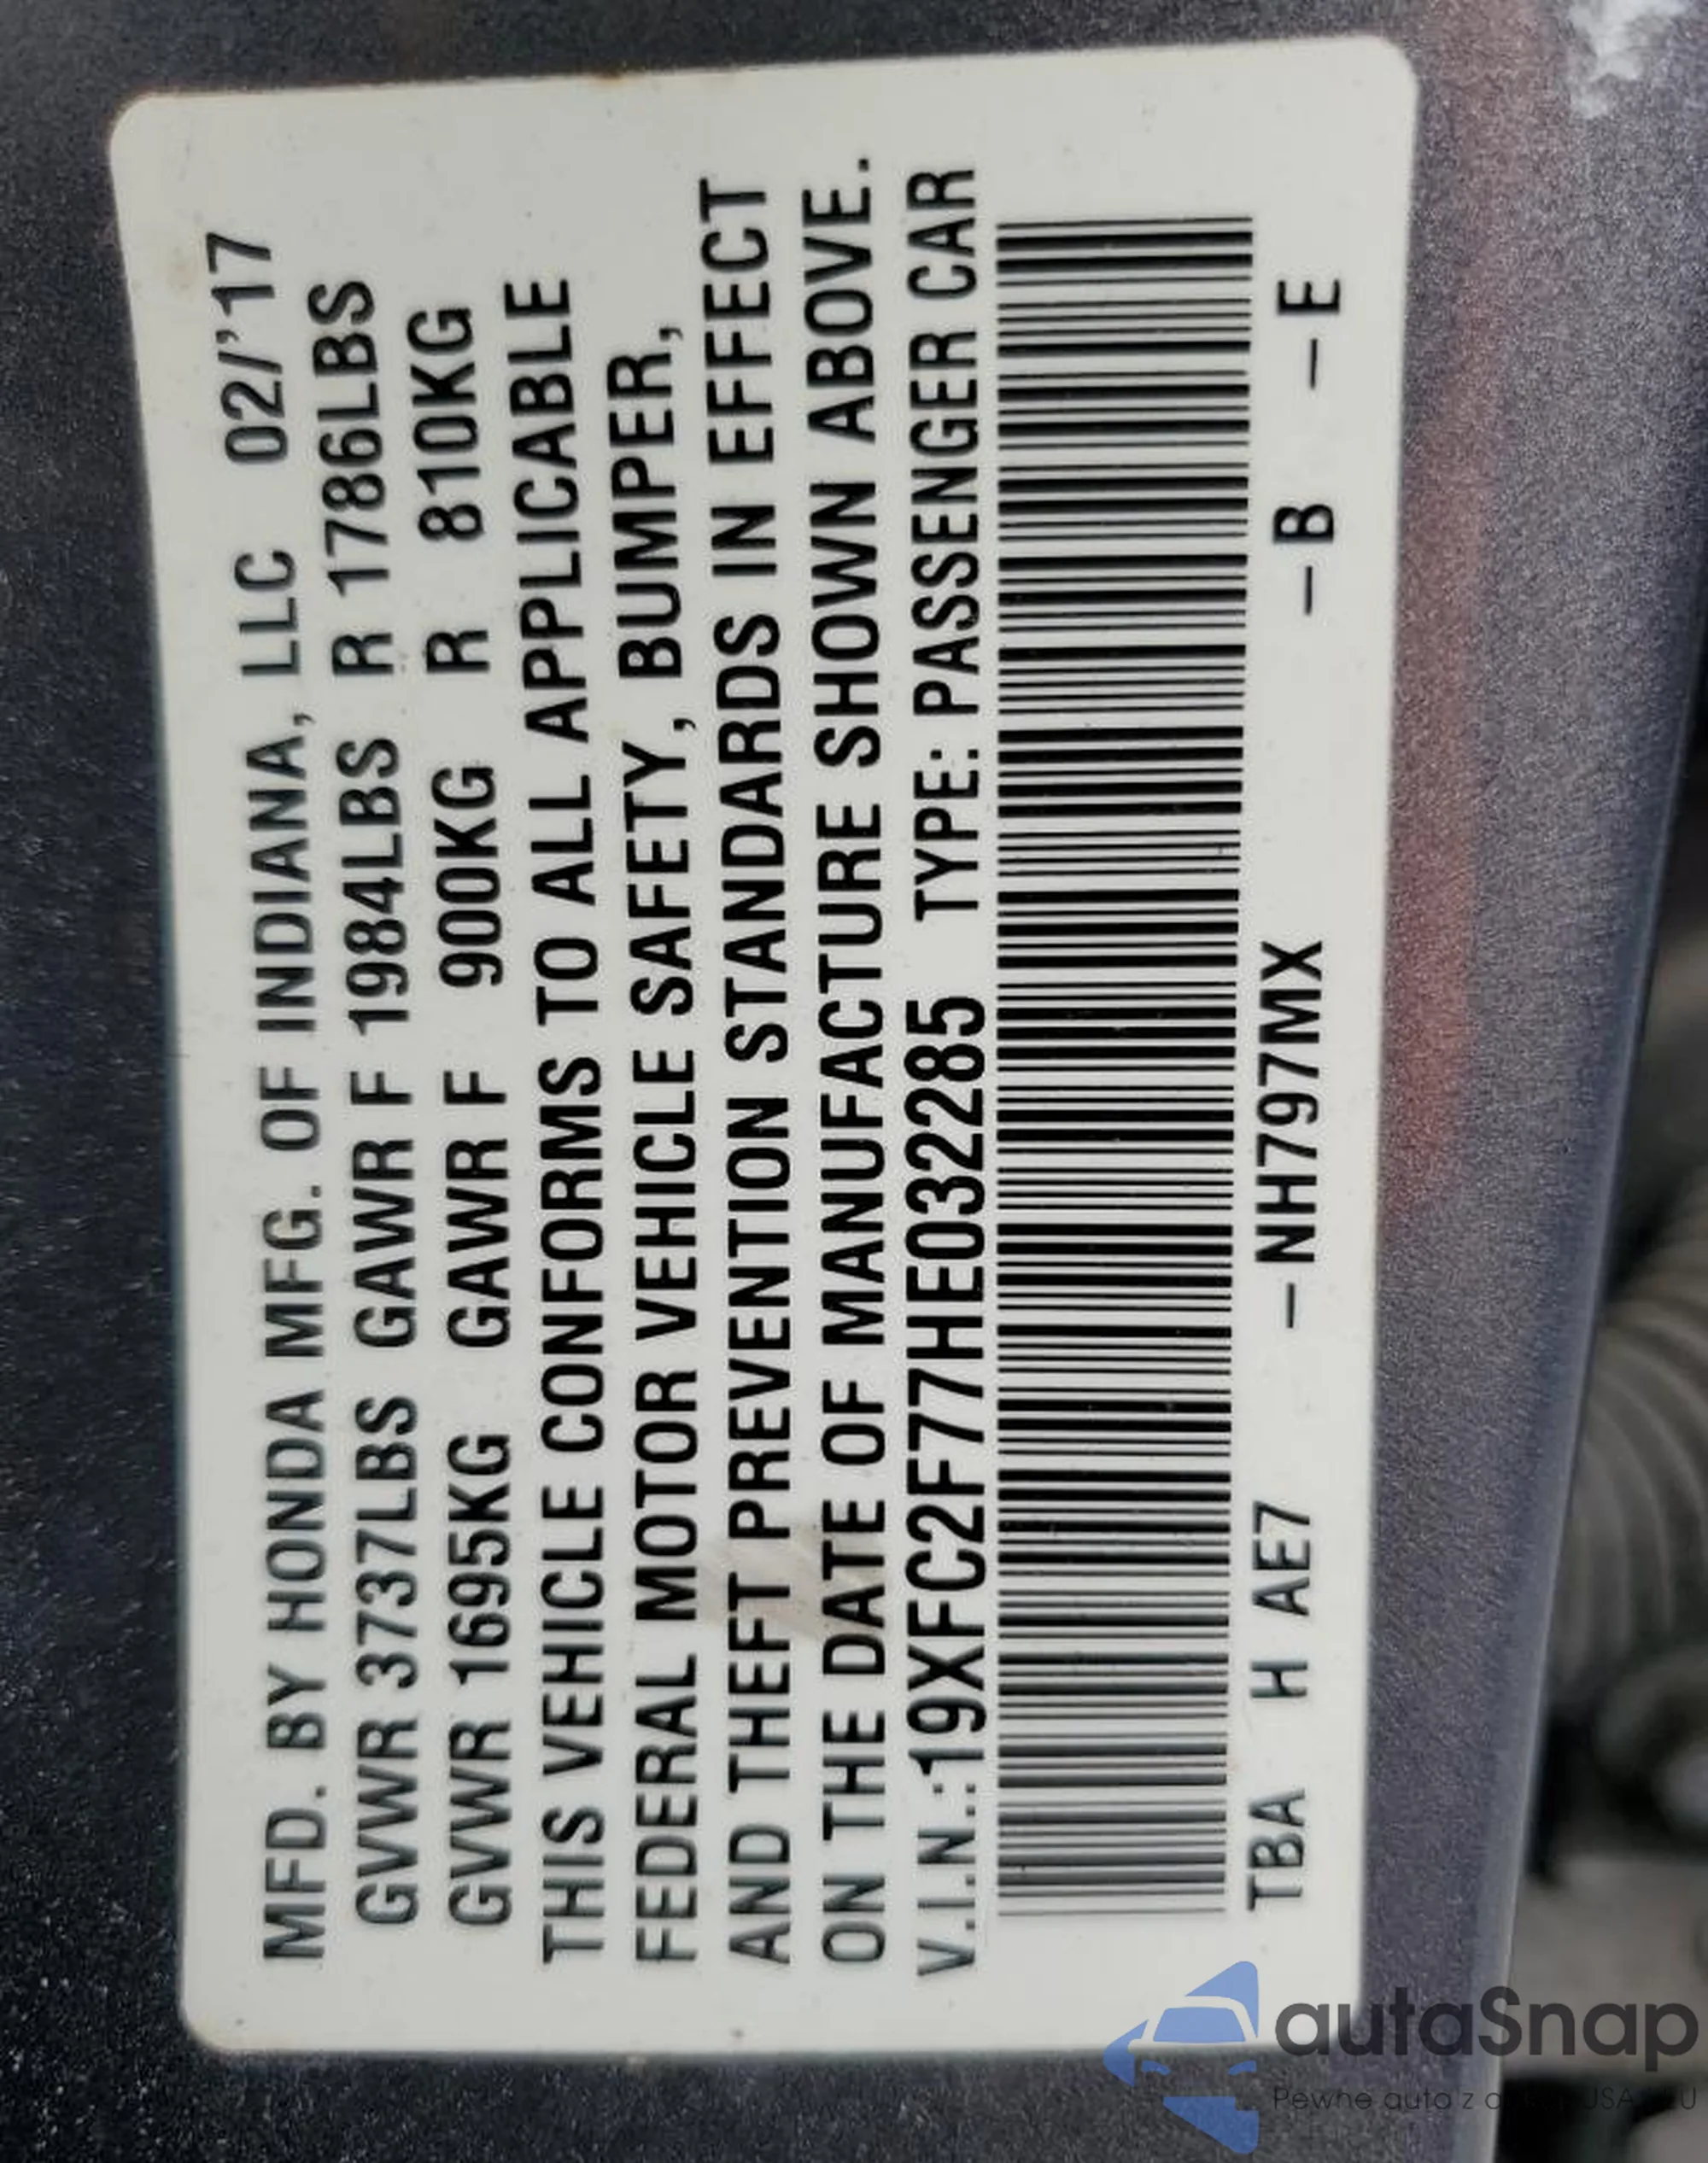 MFD. BY HONDA MFG. OF INDIANA, LLC 02/'17
GVWR 3737LBS GAWR F 1984LBS R 1786LBS
GVWR 1695KG GAWR F 900KG R 810KG
THIS VEHICLE CONFORMS TO ALL APPLICABLE
FEDERAL MOTOR VEHICLE SAFETY, BUMPER,
AND THEFT PREVENTION STANDARDS IN EFFECT
ON THE DATE OF MANUFACTURE SHOWN ABOVE.
V.I.N.:19XFC2F77HE032285 TYPE: PASSENGER CAR
TBA H AE7 -NH797MX -B -E
autaSnap
Pewne auta z